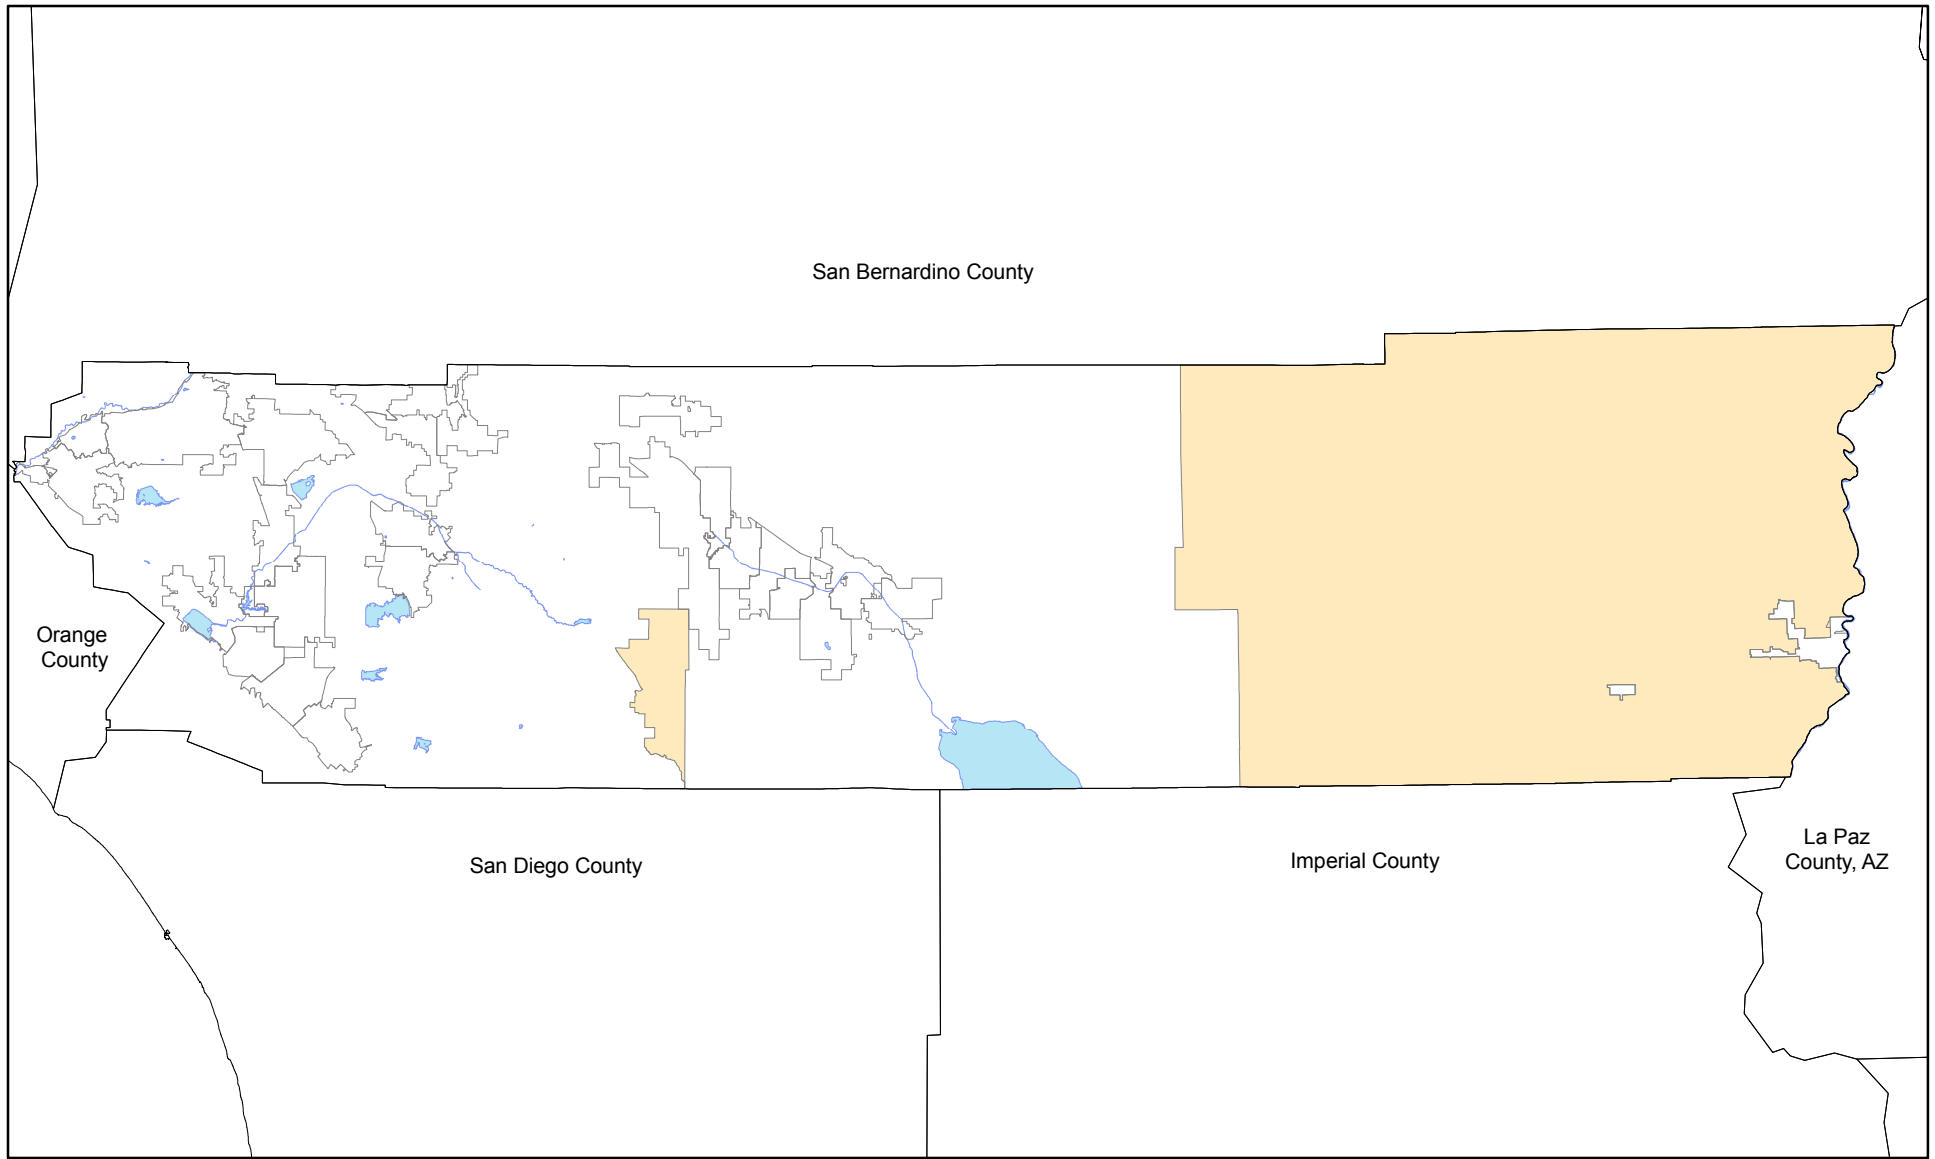 San Bernardino County
Orange
County
San Diego County
Imperial County
La Paz
County, AZ